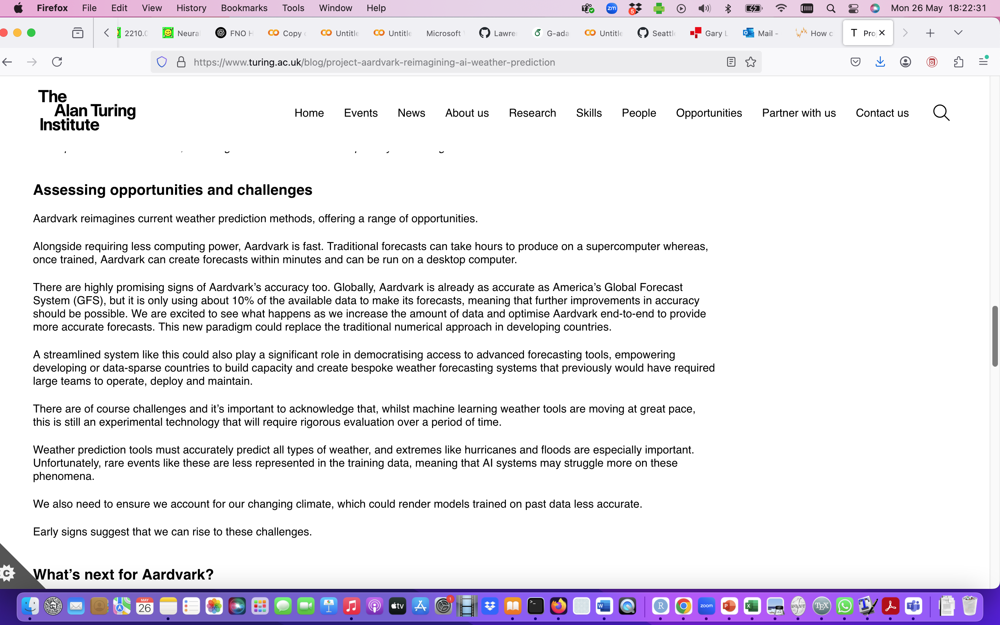 Firefox File Edit View History Bookmarks Tools Window Help zm 5 Mon 26 May 18:22:31
2210.0 Neura FNO H Copy Untitle Untitle Microsoft Lawre G-ada Untitle Seattl Gary L Mail - How c T Pro
https://www.turing.ac.uk/blog/project-aardvark-reimagining-ai-weather-prediction
The
Alan Turing
Institute
Home Events News About us Research Skills People Opportunities Partner with us Contact us
Assessing opportunities and challenges
Aardvark reimagines current weather prediction methods, offering a range of opportunities.
Alongside requiring less computing power, Aardvark is fast. Traditional forecasts can take hours to produce on a supercomputer whereas,
once trained, Aardvark can create forecasts within minutes and can be run on a desktop computer.
There are highly promising signs of Aardvark’s accuracy too. Globally, Aardvark is already as accurate as America’s Global Forecast
System (GFS), but it is only using about 10% of the available data to make its forecasts, meaning that further improvements in accuracy
should be possible. We are excited to see what happens as we increase the amount of data and optimise Aardvark end-to-end to provide
more accurate forecasts. This new paradigm could replace the traditional numerical approach in developing countries.
A streamlined system like this could also play a significant role in democratising access to advanced forecasting tools, empowering
developing or data-sparse countries to build capacity and create bespoke weather forecasting systems that previously would have required
large teams to operate, deploy and maintain.
There are of course challenges and it’s important to acknowledge that, whilst machine learning weather tools are moving at great pace,
this is still an experimental technology that will require rigorous evaluation over a period of time.
Weather prediction tools must accurately predict all types of weather, and extremes like hurricanes and floods are especially important.
Unfortunately, rare events like these are less represented in the training data, meaning that AI systems may struggle more on these
phenomena.
We also need to ensure we account for our changing climate, which could render models trained on past data less accurate.
Early signs suggest that we can rise to these challenges.
What’s next for Aardvark?
MAY
26 tv 1 W R zoom P X LATEXiT TEX